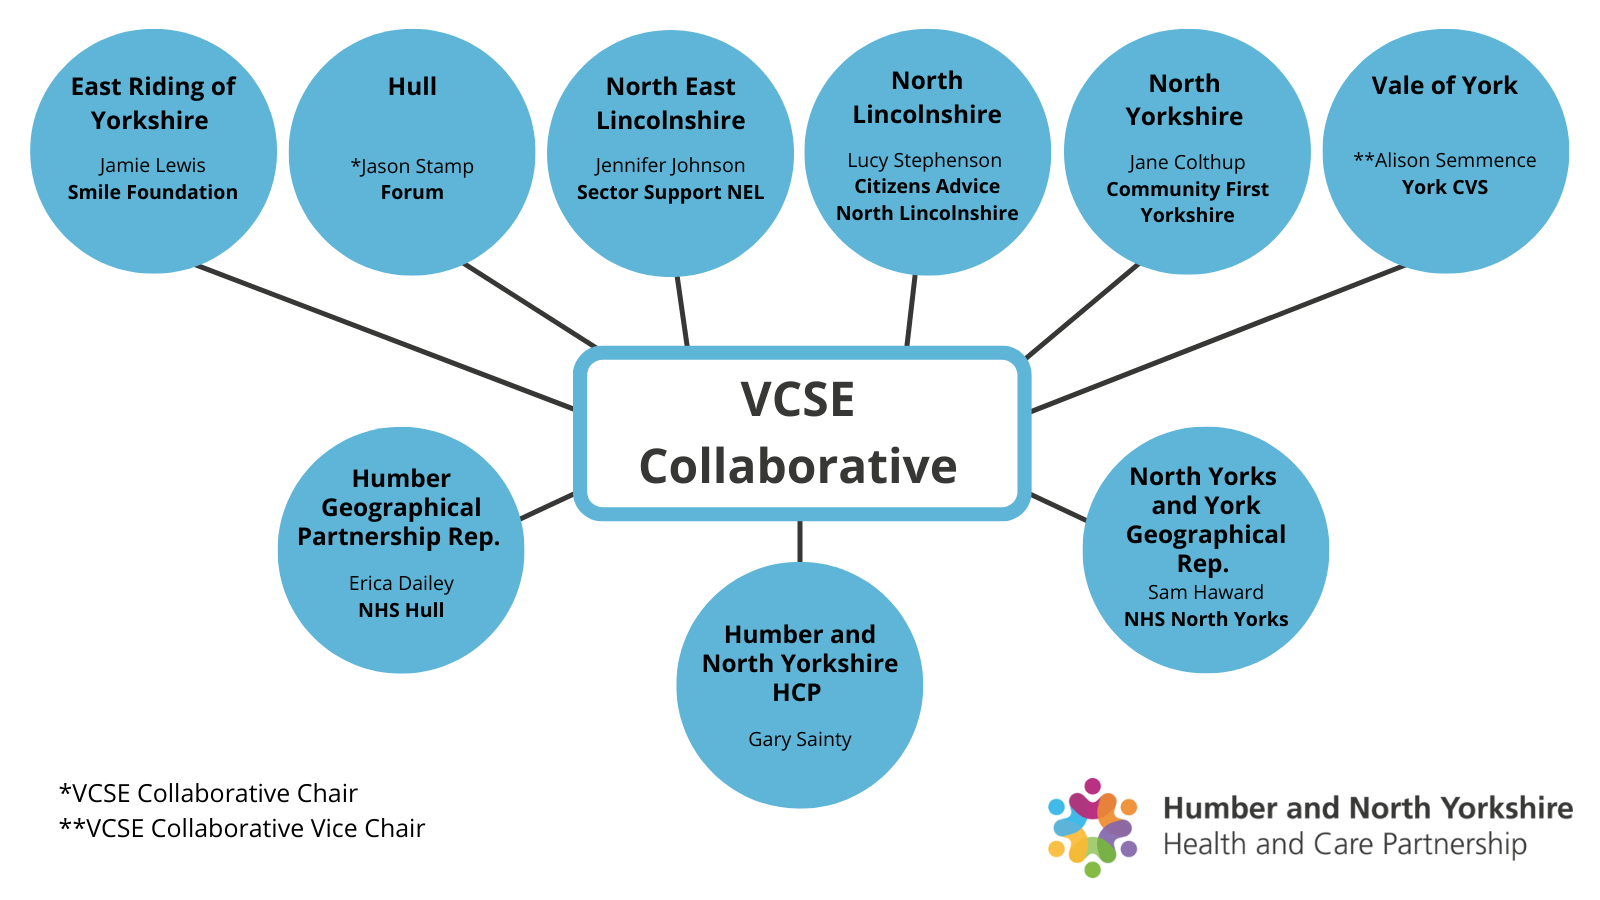 East Riding of
Yorkshire
Jamie Lewis
Smile Foundation
Hull
*Jason Stamp
Forum
North East
Lincolnshire
Jennifer Johnson
Sector Support NEL
North
Lincolnshire
Lucy Stephenson
Citizens Advice
North Lincolnshire
North
Yorkshire
Jane Colthup
Community First
Yorkshire
Vale of York
**Alison Semmence
York CVS
VCSE
Collaborative
Humber
Geographical
Partnership Rep.
Erica Dailey
NHS Hull
Humber and
North Yorkshire
HCP
Gary Sainty
North Yorks
and York
Geographical
Rep.
Sam Haward
NHS North Yorks
*VCSE Collaborative Chair
**VCSE Collaborative Vice Chair
Humber and North Yorkshire
Health and Care Partnership